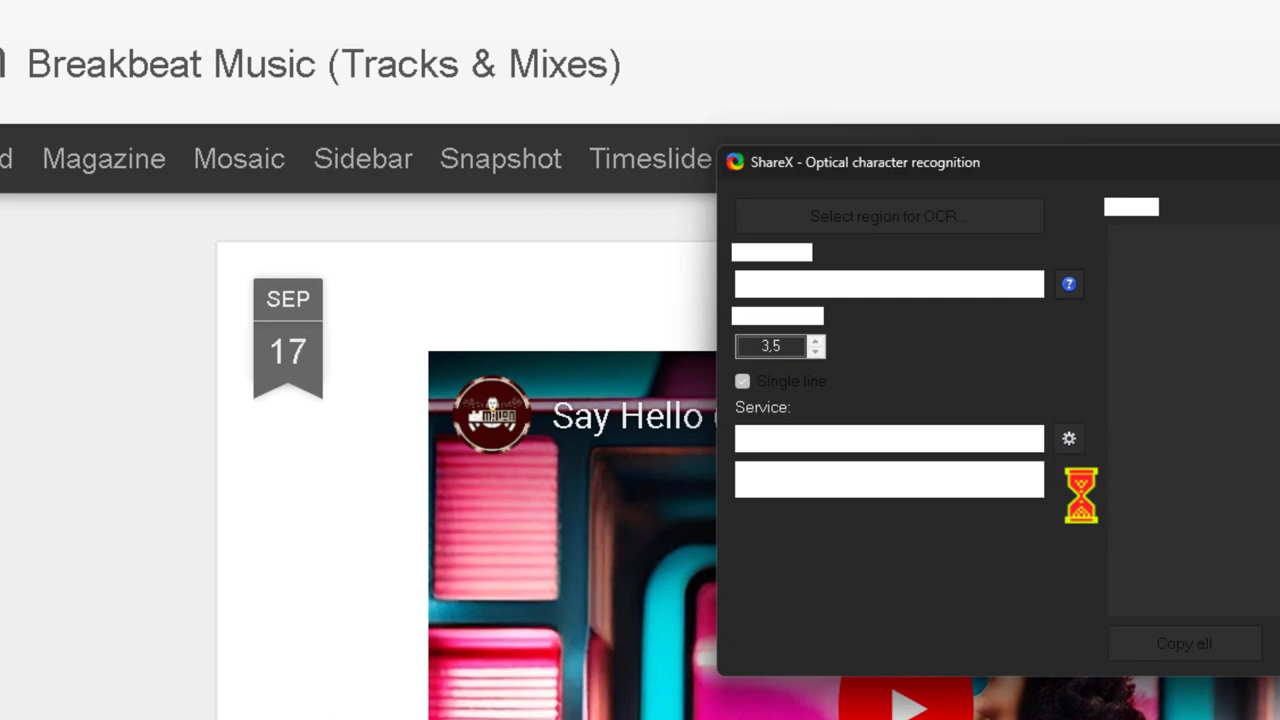 Breakbeat Music (Tracks & Mixes)
Magazine Mosaic Sidebar Snapshot Timeslide
ShareX - Optical character recognition
Select region for OCR...
3,5
Single line
Service:
Copy all
SEP
17
Say Hello